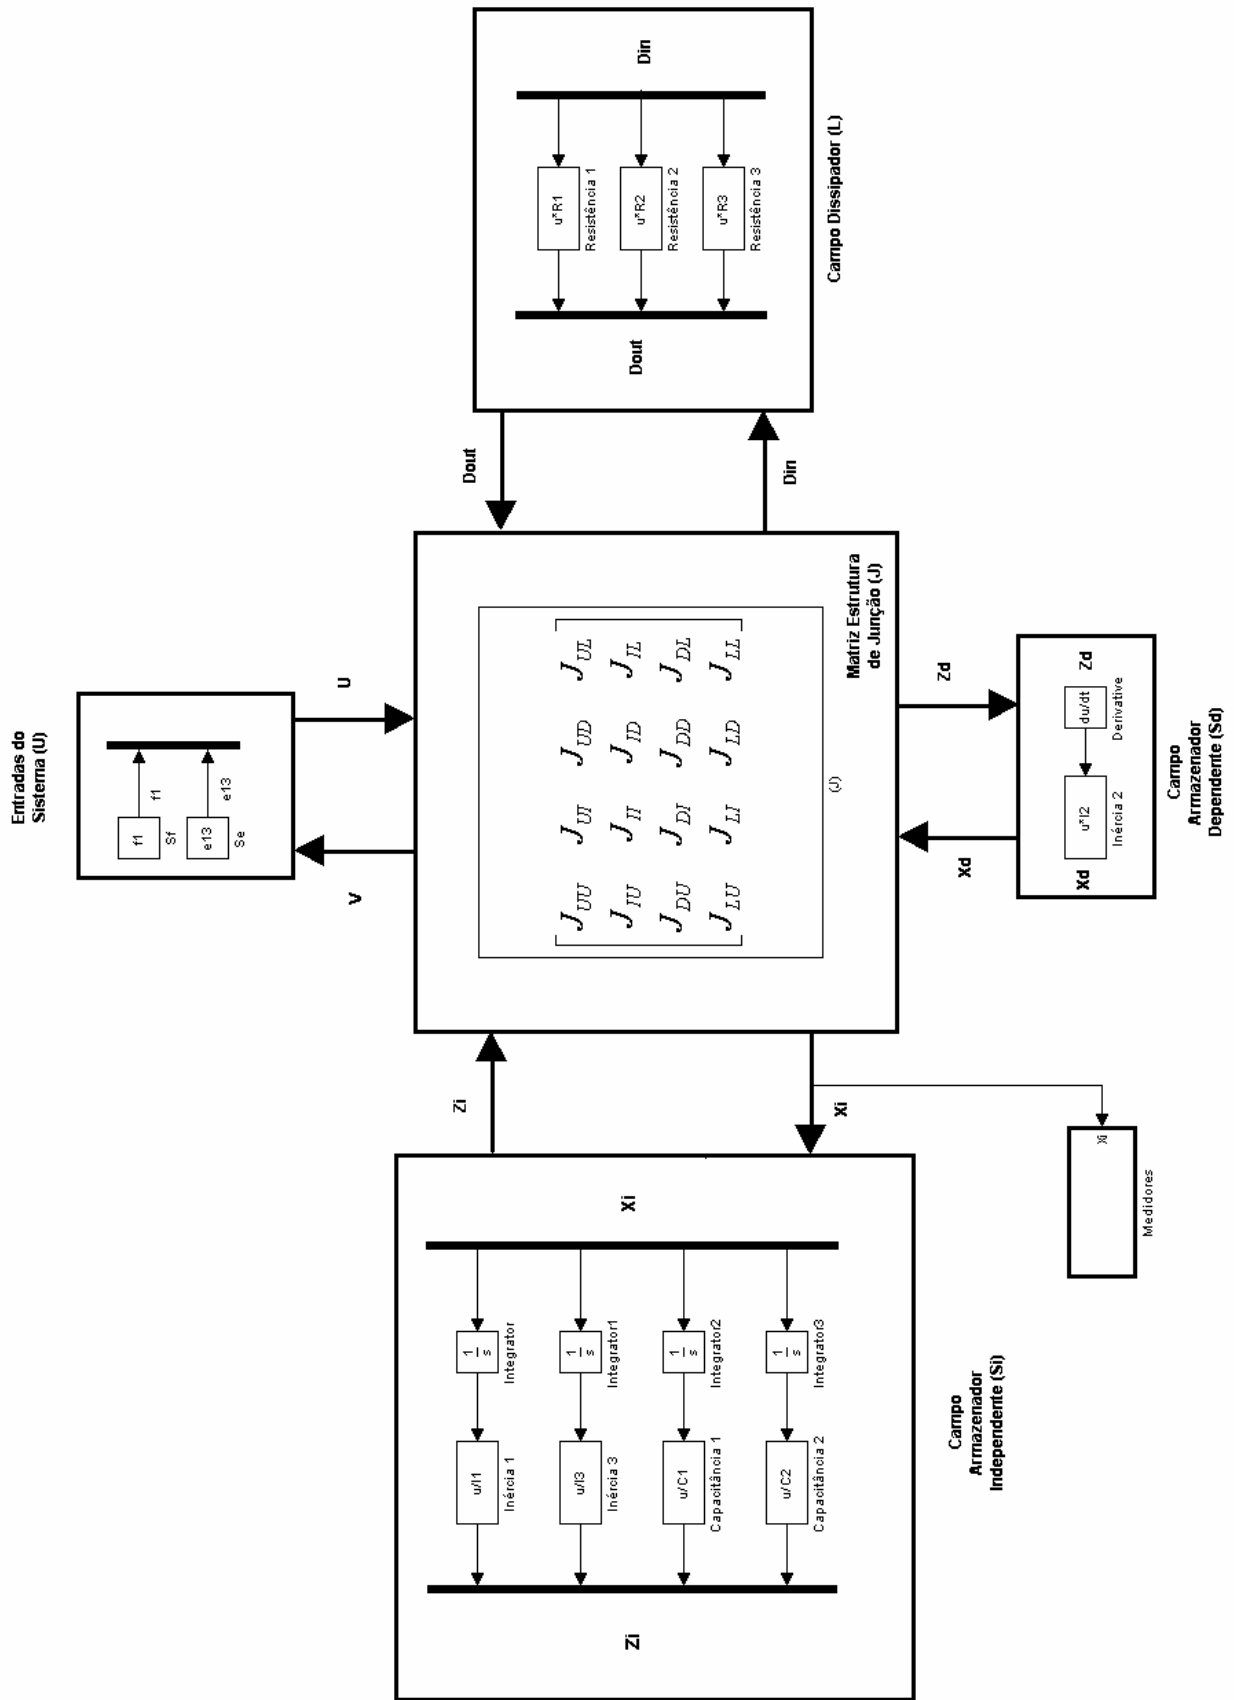 Entradas do
Sistema (U)
f1
f1
Sf
e13
e13
Se
V
U
Zi
Xi
Zi
Xi
u/I1
Inércia 1
1
s
Integrator
u/I3
Inércia 3
1
s
Integrator1
u/C1
Capacitância 1
1
s
Integrator2
u/C2
Capacitância 2
1
s
Integrator3
Campo
Armazenador
Independente (Si)
J_UU J_UI J_UD J_UL
J_IU J_II J_ID J_IL
J_DU J_DI J_DD J_DL
J_LU J_LI J_LD J_LL
(J)
Matriz Estrutura
de Junção (J)
Dout
Din
Dout
Din
u*R1
Resistência 1
u*R2
Resistência 2
u*R3
Resistência 3
Campo Dissipador (L)
Xd
Zd
Xd
Zd
u*I2
Inércia 2
du/dt
Derivative
Campo
Armazenador
Dependente (Sd)
Xi
Medidores